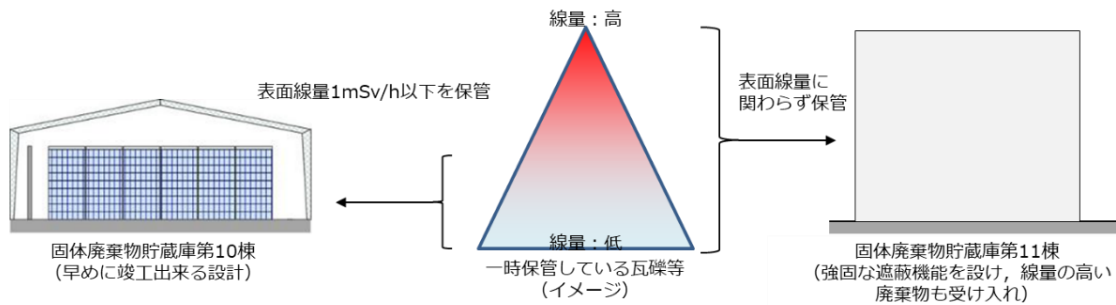 線量：高
表面線量1mSv/h以下を保管
表面線量に
関わらず保管
線量：低
固体廃棄物貯蔵庫第10棟
（早めに竣工出来る設計）
一時保管している瓦礫等
（イメージ）
固体廃棄物貯蔵庫第11棟
（強固な遮蔽機能を設け，線量の高い
廃棄物も受け入れ）